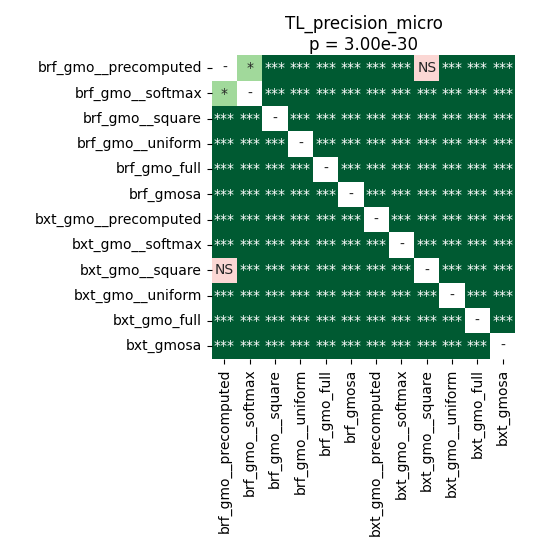 TL_precision_micro
p = 3.00e-30
brf_gmo__precomputed - * *** *** *** *** *** *** NS *** *** ***
brf_gmo__softmax * - *** *** *** *** *** *** *** *** *** ***
brf_gmo__square *** *** - *** *** *** *** *** *** *** *** ***
brf_gmo__uniform *** *** *** - *** *** *** *** *** *** *** ***
brf_gmo_full *** *** *** *** - *** *** *** *** *** *** ***
brf_gmosa *** *** *** *** *** - *** *** *** *** *** ***
bxt_gmo__precomputed *** *** *** *** *** *** - *** *** *** *** ***
bxt_gmo__softmax *** *** *** *** *** *** *** - *** *** *** ***
bxt_gmo__square NS *** *** *** *** *** *** *** - *** *** ***
bxt_gmo__uniform *** *** *** *** *** *** *** *** *** - *** ***
bxt_gmo_full *** *** *** *** *** *** *** *** *** *** - ***
bxt_gmosa *** *** *** *** *** *** *** *** *** *** *** -
brf_gmo__precomputed
brf_gmo__softmax
brf_gmo__square
brf_gmo__uniform
brf_gmo_full
brf_gmosa
bxt_gmo__precomputed
bxt_gmo__softmax
bxt_gmo__square
bxt_gmo__uniform
bxt_gmo_full
bxt_gmosa